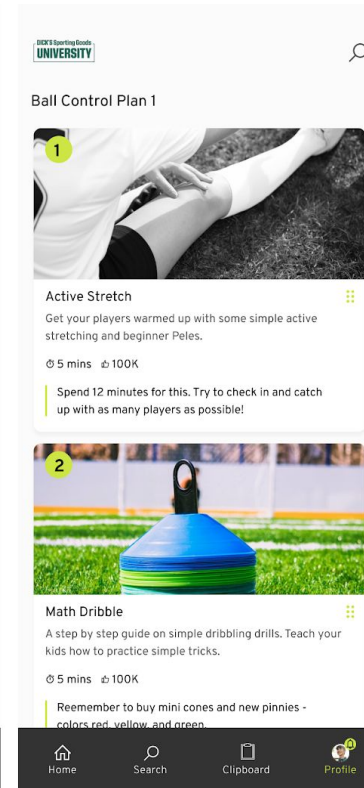 DICK'S Sporting Goods
UNIVERSITY
Ball Control Plan 1
1
Active Stretch
Get your players warmed up with some simple active
stretching and beginner Peles.
5 mins 100K
Spend 12 minutes for this. Try to check in and catch
up with as many players as possible!
2
Math Dribble
A step by step guide on simple dribbling drills. Teach your
kids how to practice simple tricks.
5 mins 100K
Reemember to buy mini cones and new pinnies -
colors red, yellow, and green.
Home Search Clipboard Profile